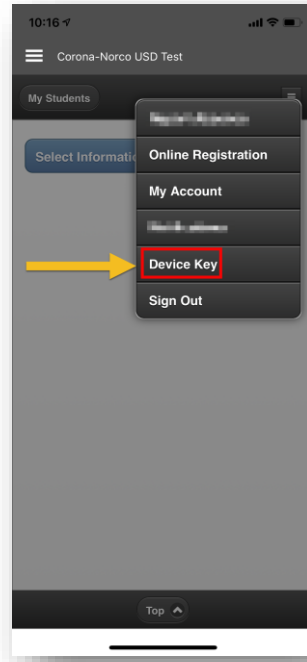 10:16
Corona-Norco USD Test
My Students
Select Informatio
Online Registration
My Account
Device Key
Sign Out
Top